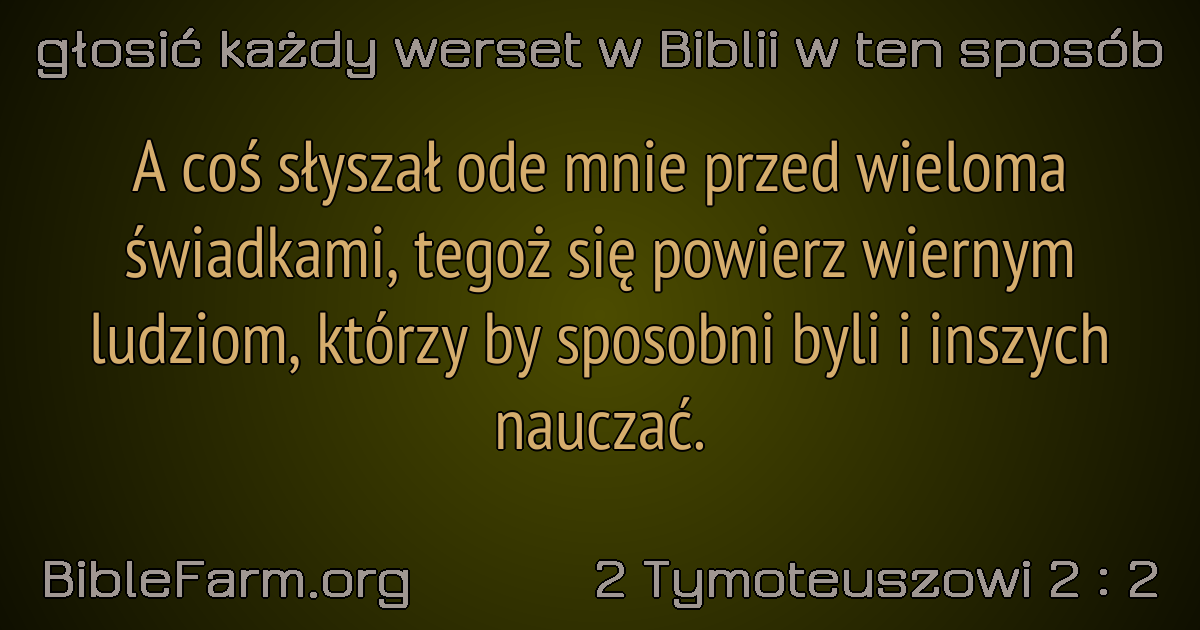 głosić każdy werset w Biblii w ten sposób
A coś słyszał ode mnie przed wieloma
świadkami, tegoż się powierz wiernym
ludziom, którzy by sposobni byli i inszych
nauczać.
BibleFarm.org
2 Tymoteuszowi 2 : 2